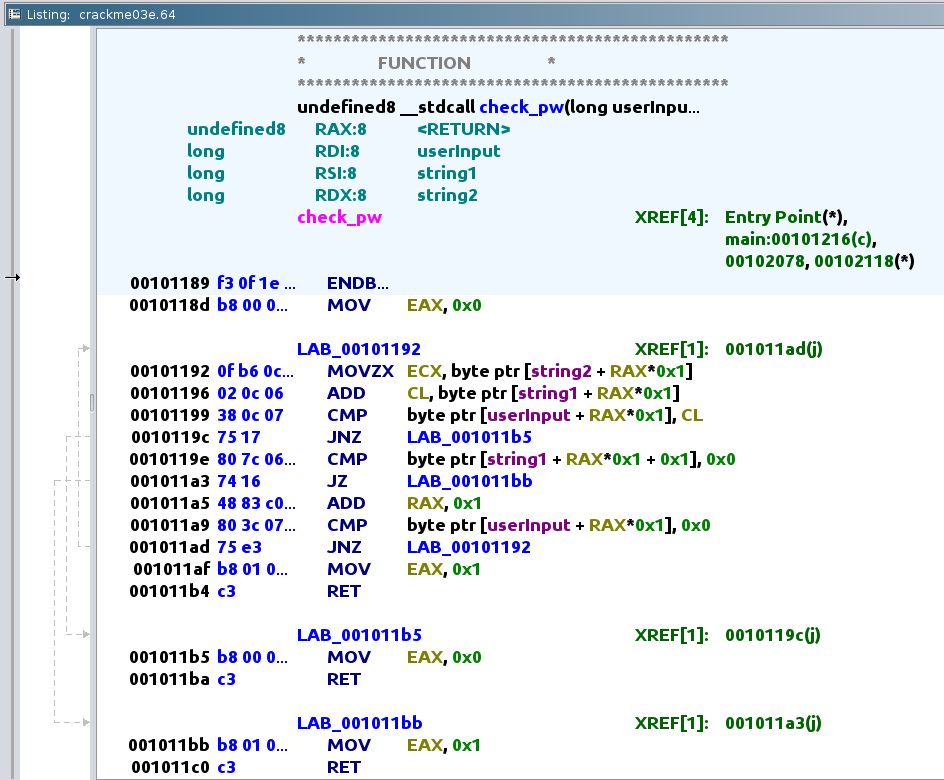 Listing: crackme03e.64
************************************************
* FUNCTION *
************************************************
undefined8 __stdcall check_pw(long userInpu...
undefined8 RAX:8 <RETURN>
long RDI:8 userInput
long RSI:8 string1
long RDX:8 string2
check_pw XREF[4]: Entry Point(*),
main:00101216(c),
00102078, 00102118(*)
00101189 f3 0f 1e ... ENDB...
0010118d b8 00 0... MOV EAX, 0x0
LAB_00101192 XREF[1]: 001011ad(j)
00101192 0f b6 0c... MOVZX ECX, byte ptr [string2 + RAX*0x1]
00101196 02 0c 06 ADD CL, byte ptr [string1 + RAX*0x1]
00101199 38 0c 07 CMP byte ptr [userInput + RAX*0x1], CL
0010119c 75 17 JNZ LAB_001011b5
0010119e 80 7c 06... CMP byte ptr [string1 + RAX*0x1 + 0x1], 0x0
001011a3 74 16 JZ LAB_001011bb
001011a5 48 83 c0... ADD RAX, 0x1
001011a9 80 3c 07... CMP byte ptr [userInput + RAX*0x1], 0x0
001011ad 75 e3 JNZ LAB_00101192
001011af b8 01 0... MOV EAX, 0x1
001011b4 c3 RET
LAB_001011b5 XREF[1]: 0010119c(j)
001011b5 b8 00 0... MOV EAX, 0x0
001011ba c3 RET
LAB_001011bb XREF[1]: 001011a3(j)
001011bb b8 01 0... MOV EAX, 0x1
001011c0 c3 RET